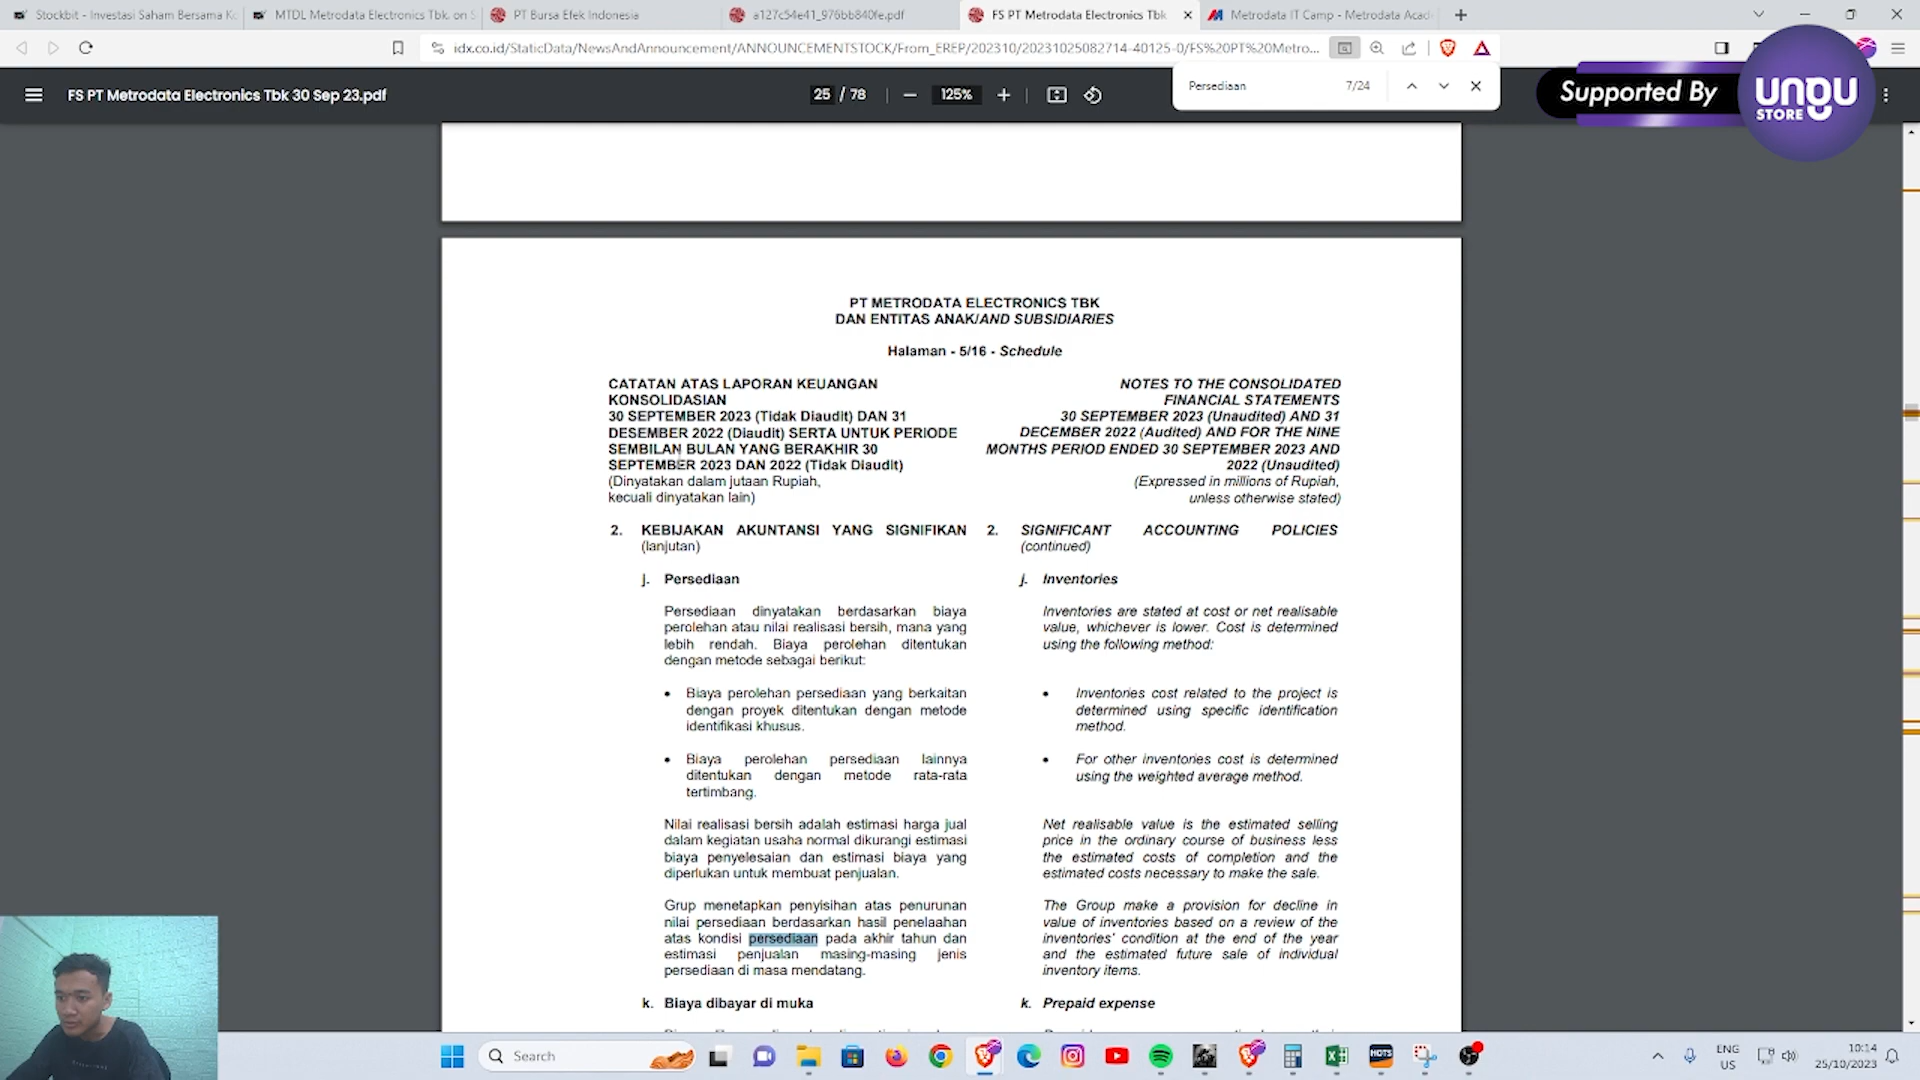 Stockbit - Investasi Saham Bersama Ko
MTDL Metrodata Electronics Tbk. on S
PT Bursa Efek Indonesia
a127c54e41_976bb840fe.pdf
FS PT Metrodata Electronics Tbk
Metrodata IT Camp - Metrodata Acad
idx.co.id/StaticData/NewsAndAnnouncement/ANNOUNCEMENTSTOCK/From_EREP/202310/20231025082714-40125-0/FS%20PT%20Metro...
FS PT Metrodata Electronics Tbk 30 Sep 23.pdf
25 / 78
125%
Persediaan
7/24
Supported By
UNGU
STORE
PT METRODATA ELECTRONICS TBK
DAN ENTITAS ANAK/AND SUBSIDIARIES
Halaman - 5/16 - Schedule
CATATAN ATAS LAPORAN KEUANGAN
KONSOLIDASIAN
30 SEPTEMBER 2023 (Tidak Diaudit) DAN 31
DESEMBER 2022 (Diaudit) SERTA UNTUK PERIODE
SEMBILAN BULAN YANG BERAKHIR 30
SEPTEMBER 2023 DAN 2022 (Tidak Diaudit)
(Dinyatakan dalam jutaan Rupiah,
kecuali dinyatakan lain)
NOTES TO THE CONSOLIDATED
FINANCIAL STATEMENTS
30 SEPTEMBER 2023 (Unaudited) AND 31
DECEMBER 2022 (Audited) AND FOR THE NINE
MONTHS PERIOD ENDED 30 SEPTEMBER 2023 AND
2022 (Unaudited)
(Expressed in millions of Rupiah,
unless otherwise stated)
2. KEBIJAKAN AKUNTANSI YANG SIGNIFIKAN
(lanjutan)
j. Persediaan
Persediaan dinyatakan berdasarkan biaya
perolehan atau nilai realisasi bersih, mana yang
lebih rendah. Biaya perolehan ditentukan
dengan metode sebagai berikut:
• Biaya perolehan persediaan yang berkaitan
dengan proyek ditentukan dengan metode
identifikasi khusus.
• Biaya perolehan persediaan lainnya
ditentukan dengan metode rata-rata
tertimbang.
Nilai realisasi bersih adalah estimasi harga jual
dalam kegiatan usaha normal dikurangi estimasi
biaya penyelesaian dan estimasi biaya yang
diperlukan untuk membuat penjualan.
Grup menetapkan penyisihan atas penurunan
nilai persediaan berdasarkan hasil penelaahan
atas kondisi persediaan pada akhir tahun dan
estimasi penjualan masing-masing jenis
persediaan di masa mendatang.
k. Biaya dibayar di muka
2. SIGNIFICANT ACCOUNTING POLICIES
(continued)
j. Inventories
Inventories are stated at cost or net realisable
value, whichever is lower. Cost is determined
using the following method:
• Inventories cost related to the project is
determined using specific identification
method.
• For other inventories cost is determined
using the weighted average method.
Net realisable value is the estimated selling
price in the ordinary course of business less
the estimated costs of completion and the
estimated costs necessary to make the sale.
The Group make a provision for decline in
value of inventories based on a review of the
inventories' condition at the end of the year
and the estimated future sale of individual
inventory items.
k. Prepaid expense
Search
HOTS
ENG
US
10:14
25/10/2023